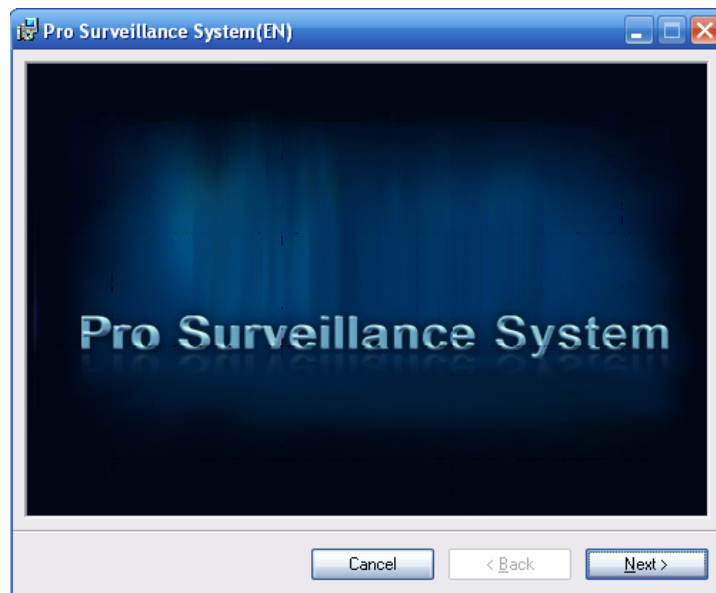 Pro Surveillance System(EN)
Pro Surveillance System
Cancel
< Back
Next >